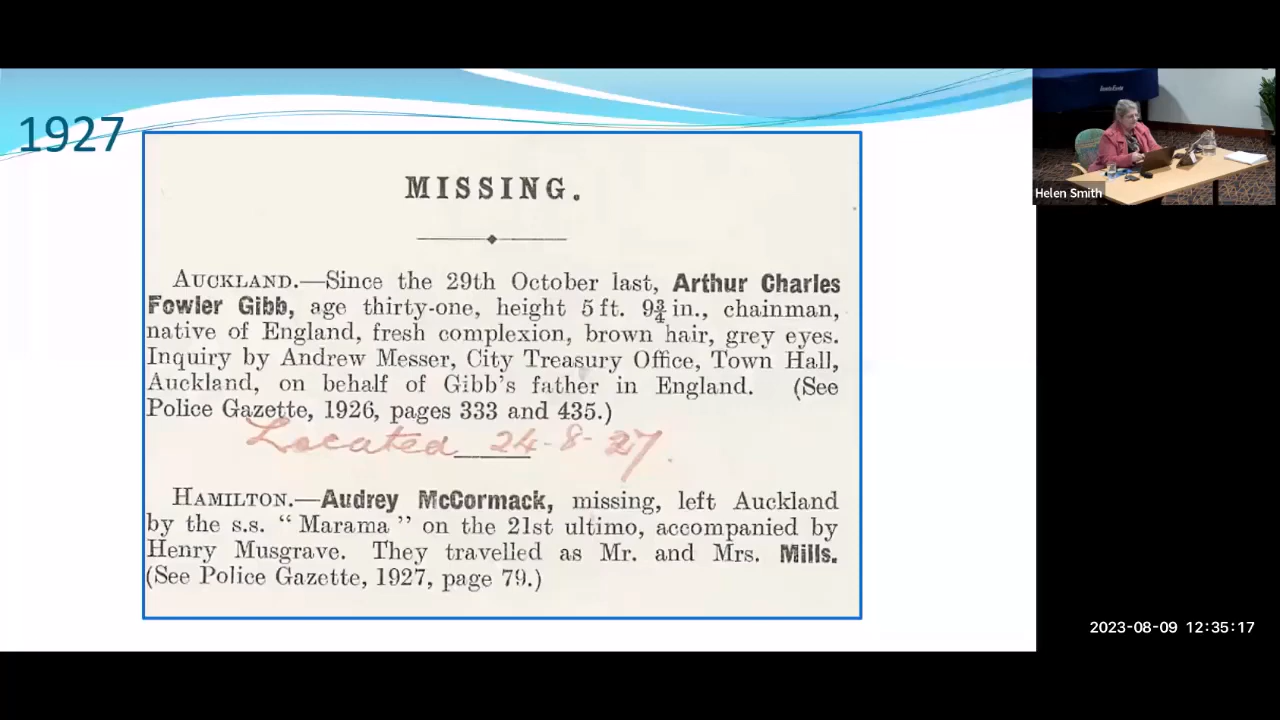 1927
MISSING.
AUCKLAND.—Since the 29th October last, Arthur Charles
Fowler Gibb, age thirty-one, height 5 ft. 9¾ in., chainman,
native of England, fresh complexion, brown hair, grey eyes.
Inquiry by Andrew Messer, City Treasury Office, Town Hall,
Auckland, on behalf of Gibb's father in England. (See
Police Gazette, 1926, pages 333 and 435.)
Located 24-8-27.
HAMILTON.—Audrey McCormack, missing, left Auckland
by the s.s. “ Marama ” on the 21st ultimo, accompanied by
Henry Musgrave. They travelled as Mr. and Mrs. Mills.
(See Police Gazette, 1927, page 79.)
Helen Smith
2023-08-09 12:35:17